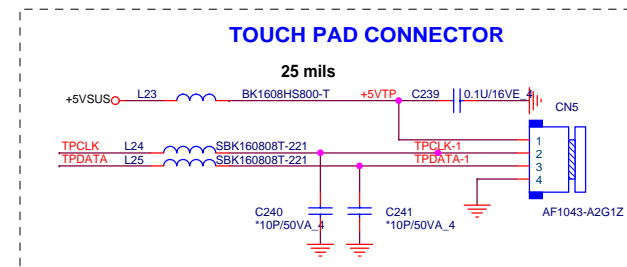 TOUCH PAD CONNECTOR
25 mils
+5VSUS L23 BK1608HS800-T +5VTP C239 0.1U/16VE_4
CN5
TPCLK L24 SBK160808T-221 TPCLK-1
TPDATA L25 SBK160808T-221 TPDATA-1
1
2
3
4
C240 C241 AF1043-A2G1Z
*10P/50VA_4 *10P/50VA_4